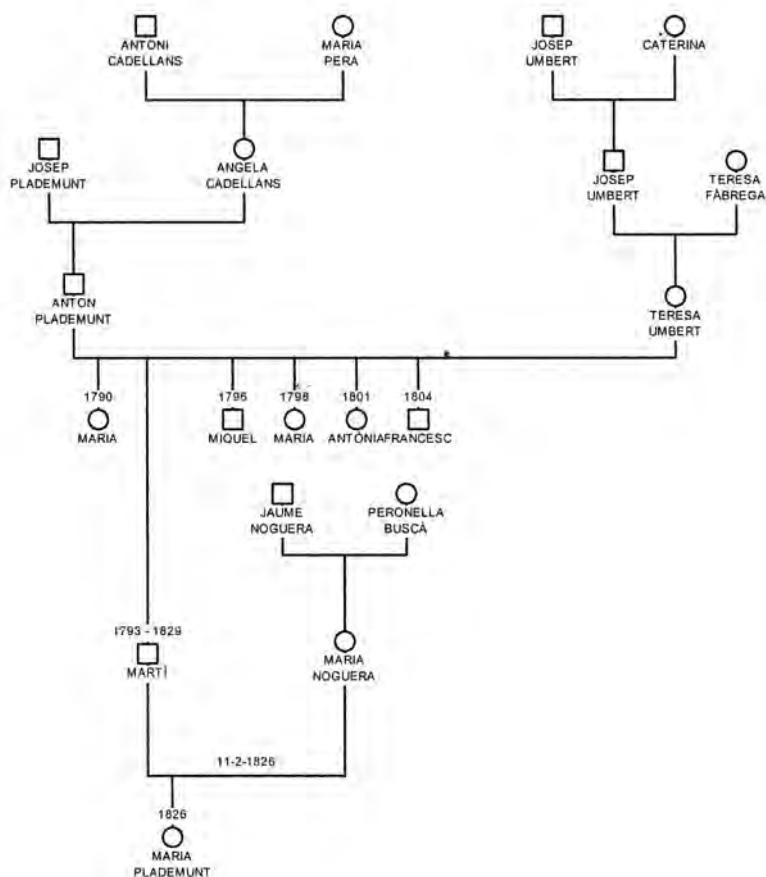 ANTONI
CADELLANS
MARIA
PERA
JOSEP
UMBERT
CATERINA
JOSEP
PLADEMUNT
ANGELA
CADELLANS
JOSEP
UMBERT
TERESA
FÀBREGA
ANTON
PLADEMUNT
TERESA
UMBERT
1790
MARIA
1796
MIQUEL
1798
MARIA
1801
ANTÒNIA
1804
FRANCESC
JAUME
NOGUERA
PERONELLA
BUSCÀ
1793 - 1829
MARTÍ
MARIA
NOGUERA
11-2-1826
1826
MARIA
PLADEMUNT